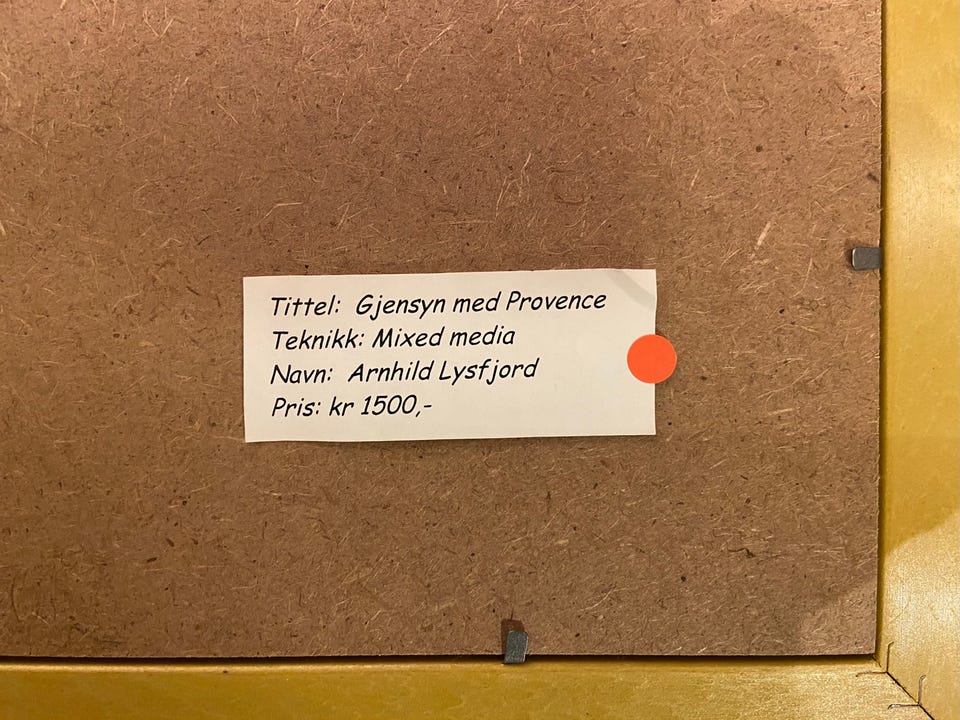 Tittel: Gjensyn med Provence
Teknikk: Mixed media
Navn: Arnhild Lysfjord
Pris: kr 1500,-